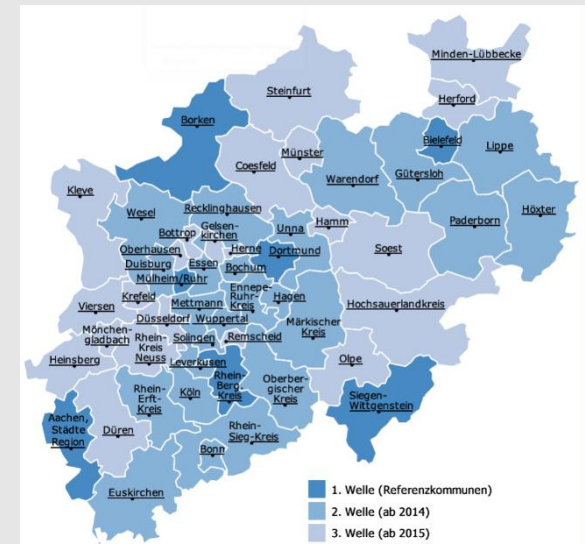 Minden-Lübbecke
Steinfurt
Herford
Borken
Bielefeld
Lippe
Münster
Coesfeld
Warendorf
Gütersloh
Kleve
Höxter
Wesel
Recklinghausen
Paderborn
Gelsen-
kirchen
Unna
Hamm
Bottrop
Soest
Oberhausen
Herne
Dortmund
Duisburg
Essen
Bochum
Mülheim/Ruhr
Ennepe-
Ruhr-
Kreis
Hagen
Krefeld
Mettmann
Hochsauerlandkreis
Viersen
Düsseldorf
Wuppertal
Märkischer
Kreis
Mönchen-
gladbach
Rhein-
Kreis
Neuss
Solingen
Remscheid
Heinsberg
Leverkusen
Olpe
Rhein-
Berg.
Kreis
Oberber-
gischer
Kreis
Rhein-
Erft-
Kreis
Köln
Siegen-
Wittgenstein
Aachen,
Städte
Region
Düren
Rhein-
Sieg-Kreis
Bonn
Euskirchen
1. Welle (Referenzkommunen)
2. Welle (ab 2014)
3. Welle (ab 2015)